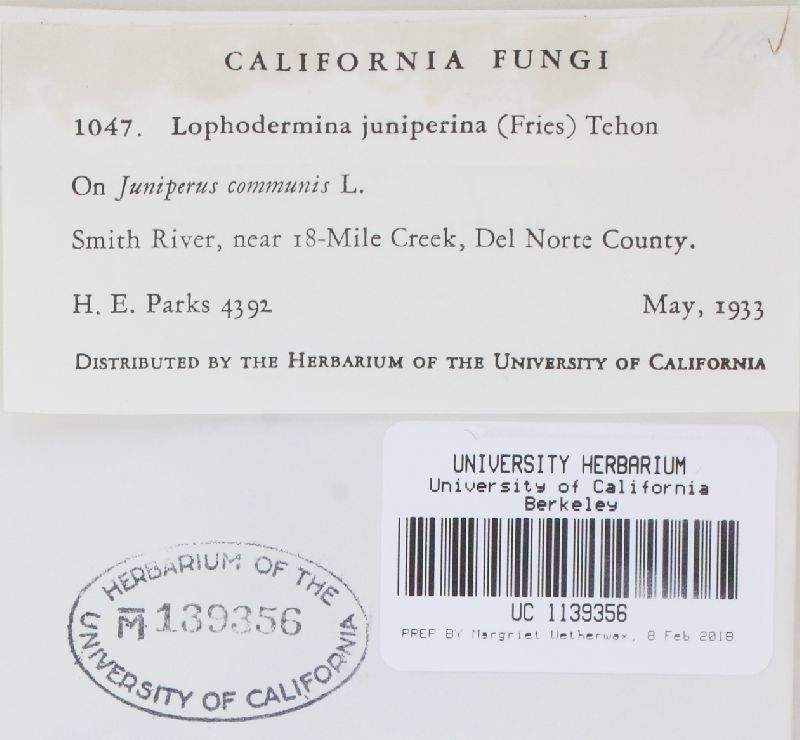 CALIFORNIA FUNGI
1047. Lophodermina juniperina (Fries) Tehon
On Juniperus communis L.
Smith River, near 18-Mile Creek, Del Norte County.
H. E. Parks 4392 May, 1933
DISTRIBUTED BY THE HERBARIUM OF THE UNIVERSITY OF CALIFORNIA
UNIVERSITY HERBARIUM
University of California
Berkeley
UC 1139356
PREP BY Margriet Wetherwax, 8 Feb 2018
HERBARIUM OF THE
M 139356
UNIVERSITY OF CALIFORNIA